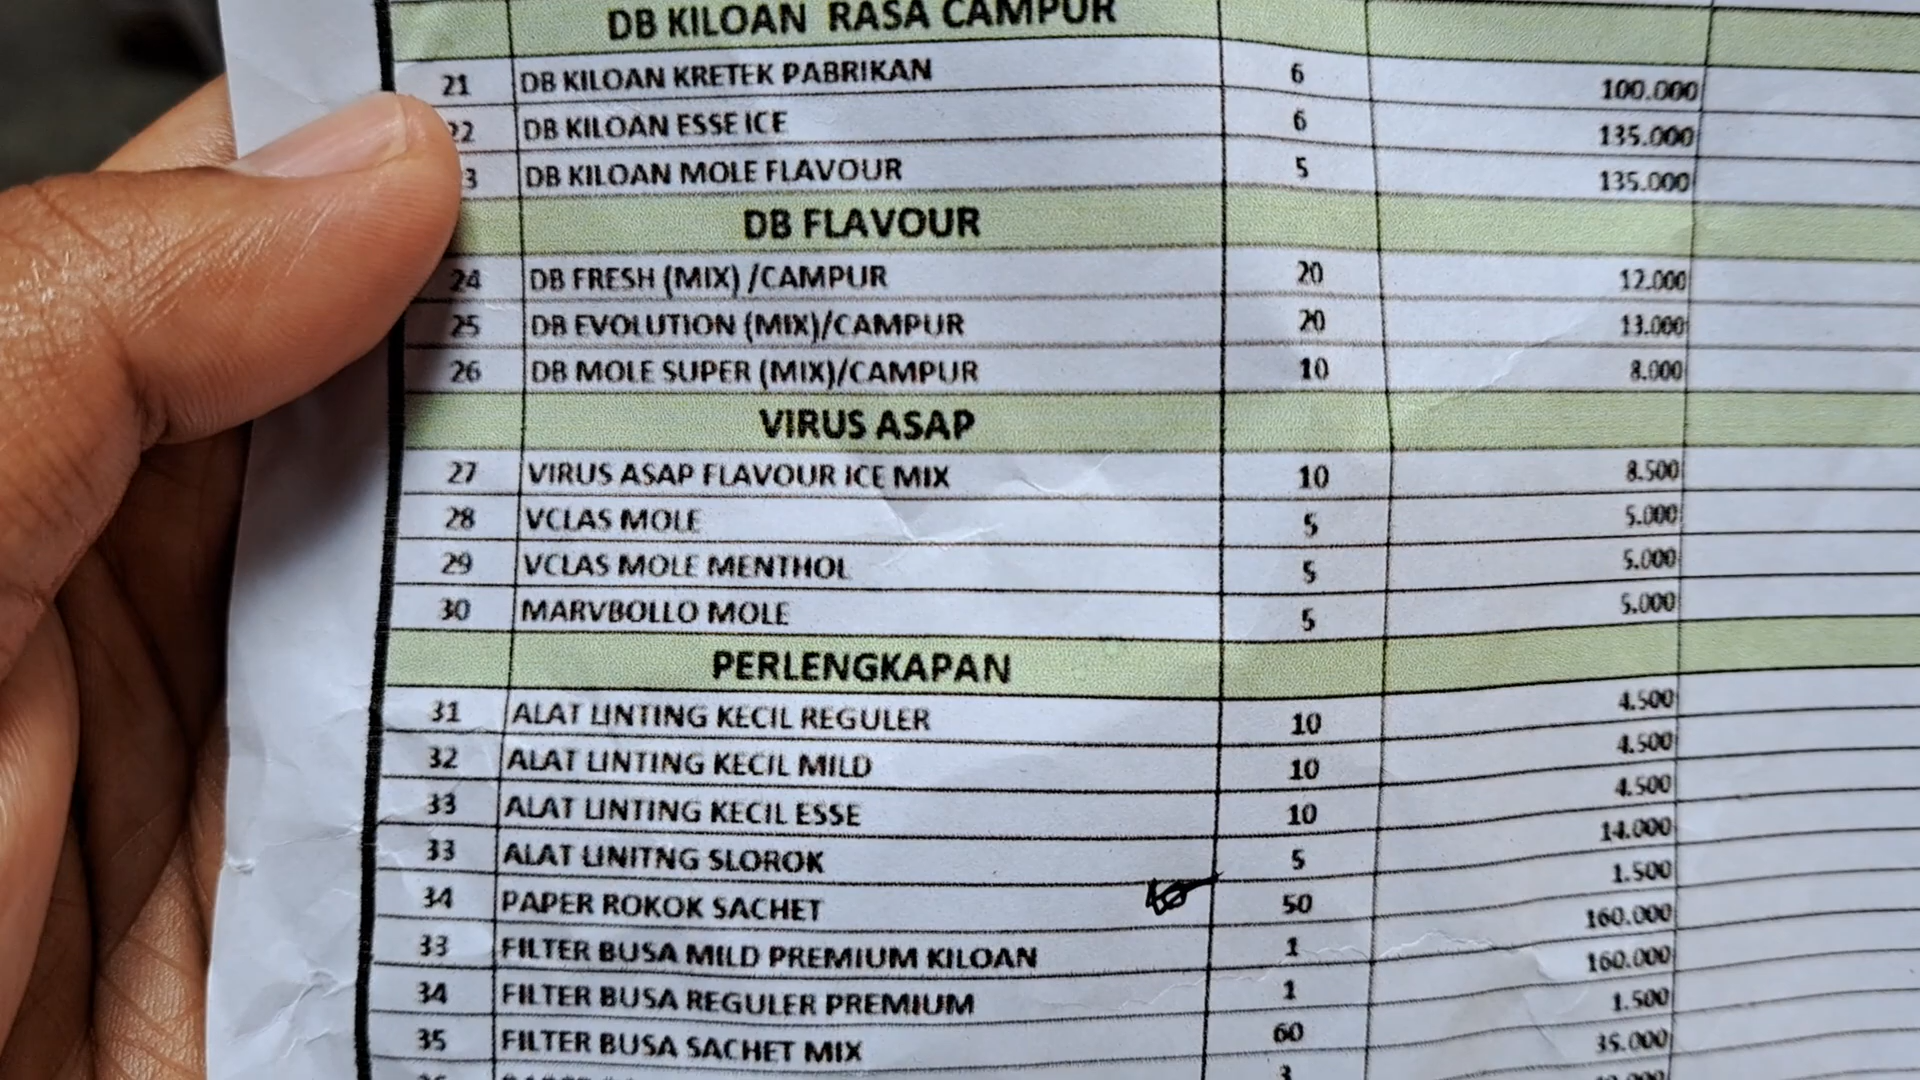 DB KILOAN RASA CAMPUR
21 DB KILOAN KRETEK PABRIKAN 6 100.000
22 DB KILOAN ESSE ICE 6 135.000
3 DB KILOAN MOLE FLAVOUR 5 135.000
DB FLAVOUR
24 DB FRESH (MIX) /CAMPUR 20 12.000
25 DB EVOLUTION (MIX)/CAMPUR 20 13.000
26 DB MOLE SUPER (MIX)/CAMPUR 10 8.000
VIRUS ASAP
27 VIRUS ASAP FLAVOUR ICE MIX 10 8.500
28 VCLAS MOLE 5 5.000
29 VCLAS MOLE MENTHOL 5 5.000
30 MARVBOLLO MOLE 5 5.000
PERLENGKAPAN
31 ALAT LINTING KECIL REGULER 10 4.500
32 ALAT LINTING KECIL MILD 10 4.500
33 ALAT LINTING KECIL ESSE 10 4.500
33 ALAT LINITNG SLOROK 5 14.000
34 PAPER ROKOK SACHET 50 1.500
33 FILTER BUSA MILD PREMIUM KILOAN 1 160.000
34 FILTER BUSA REGULER PREMIUM 1 160.000
35 FILTER BUSA SACHET MIX 60 1.500
3 35.000